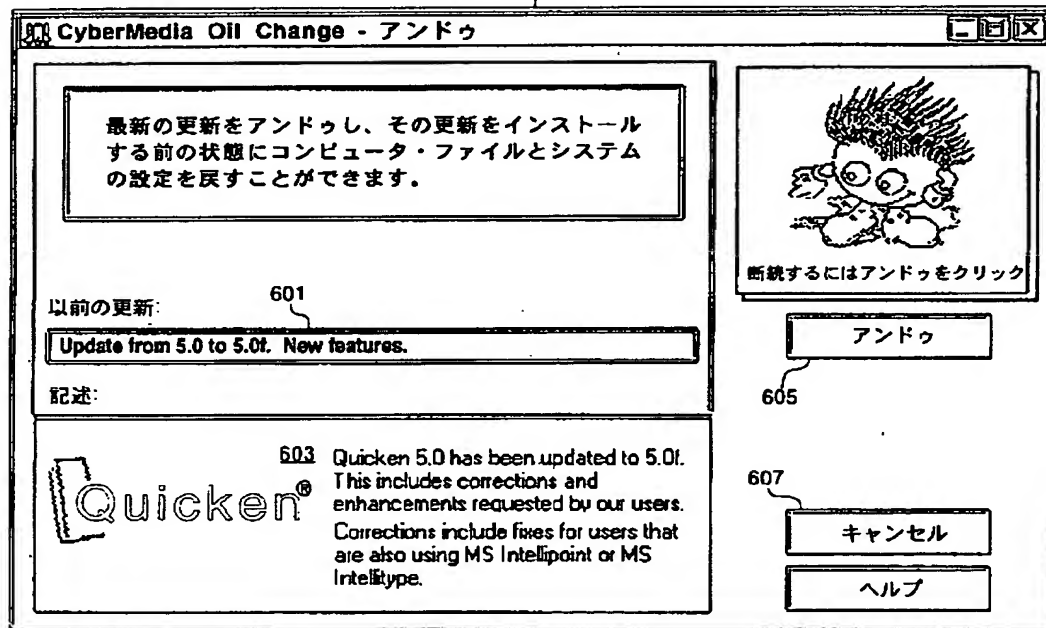 CyberMedia Oil Change - アンドゥ
最新の更新をアンドゥし、その更新をインストール
する前の状態にコンピュータ・ファイルとシステム
の設定を戻すことができます。
断続するにはアンドゥをクリック
以前の更新:
601
Update from 5.0 to 5.0f. New features.
アンドゥ
605
記述:
603
Quicken®
Quicken 5.0 has been updated to 5.0f.
This includes corrections and
enhancements requested by our users.
Corrections include fixes for users that
are also using MS Intellipoint or MS
Intellitype.
607
キャンセル
ヘルプ